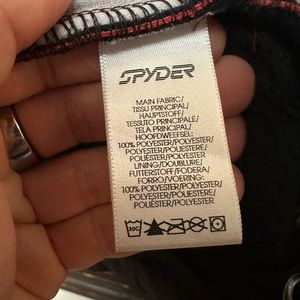 SPYDER
MAIN FABRIC/
TISSU PRINCIPAL/
HAUPTSTOFF/
TESSUTO PRINCIPALE/
TELA PRINCIPAL/
HOOFDWEEFSEL:
100% POLYESTER/POLYESTER/
POLYESTER/POLIESTERE/
POLIÉSTER/POLYESTER
LINING/DOUBLURE/
FUTTERSTOFF/FODERA/
FORRO/VOERING:
100% POLYESTER/POLYESTER/
POLYESTER/POLIESTERE/
POLIÉSTER/POLYESTER
30C